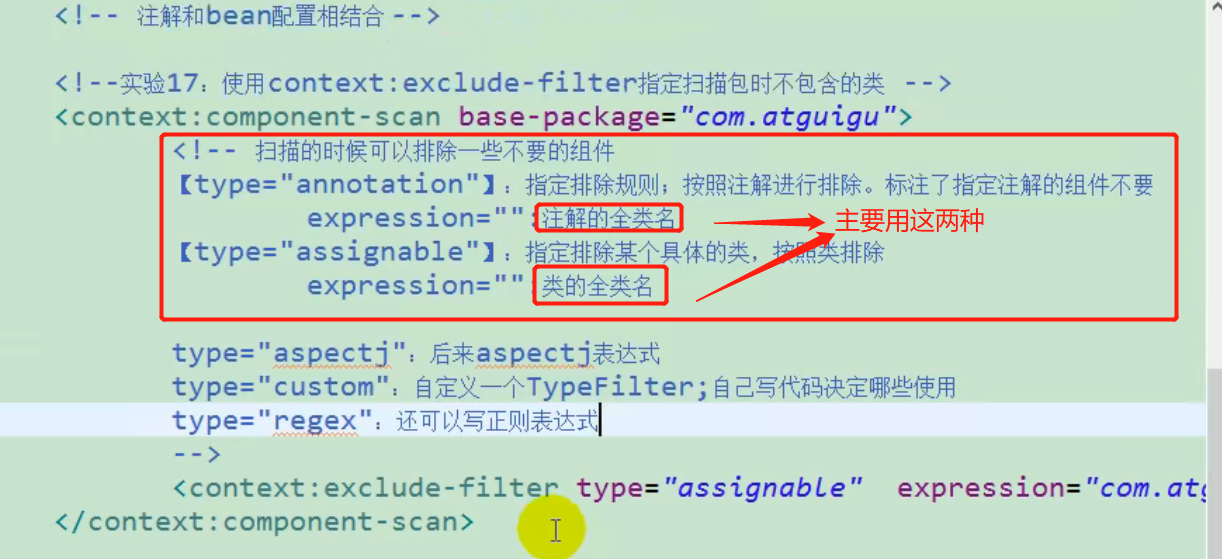 <!-- 注解和bean配置相结合 -->
<!--实验17：使用context:exclude-filter指定扫描包时不包含的类 -->
<context:component-scan base-package="com.atguigu">
<!-- 扫描的时候可以排除一些不要的组件
【type="annotation"】：指定排除规则；按照注解进行排除。标注了指定注解的组件不要
expression="":注解的全类名
主要用这两种
【type="assignable"】：指定排除某个具体的类，按照类排除
expression="":类的全类名
type="aspectj"：后来aspectj表达式
type="custom"：自定义一个TypeFilter;自己写代码决定哪些使用
type="regex"：还可以写正则表达式
-->
<context:exclude-filter type="assignable" expression="com.atg
</context:component-scan>